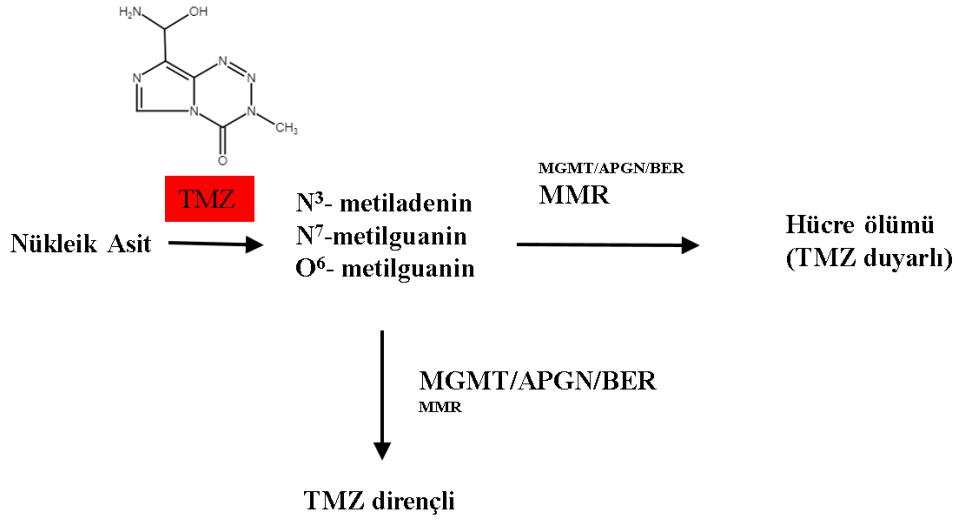 H₂N
OH
N
N
N
N
N
CH₃
O
TMZ
Nükleik Asit
N³- metiladenin
N⁷-metilguanin
O⁶- metilguanin
MGMT/APGN/BER
MMR
Hücre ölümü
(TMZ duyarlı)
MGMT/APGN/BER
MMR
TMZ dirençli